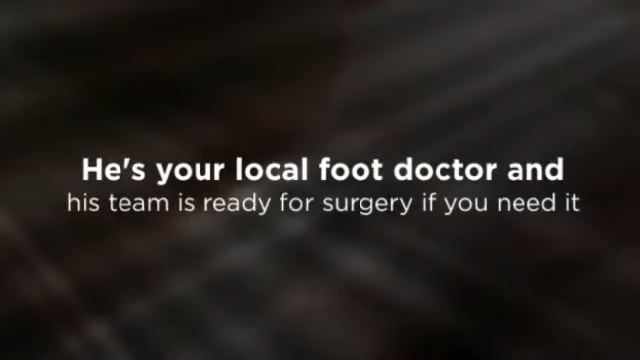 He's your local foot doctor and
his team is ready for surgery if you need it